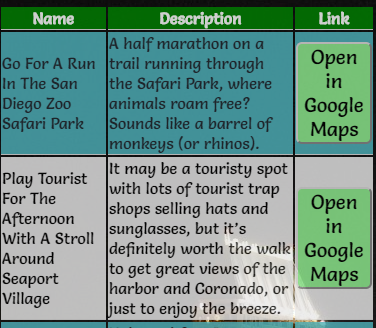 Name Description Link
Go For A Run
In The San
Diego Zoo
Safari Park
A half marathon on a
trail running through
the Safari Park, where
animals roam free?
Sounds like a barrel of
monkeys (or rhinos).
Open
in
Google
Maps
Play Tourist
For The
Afternoon
With A Stroll
Around
Seaport
Village
It may be a touristy spot
with lots of tourist trap
shops selling hats and
sunglasses, but it's
definitely worth the walk
to get great views of the
harbor and Coronado, or
just to enjoy the breeze.
Open
in
Google
Maps